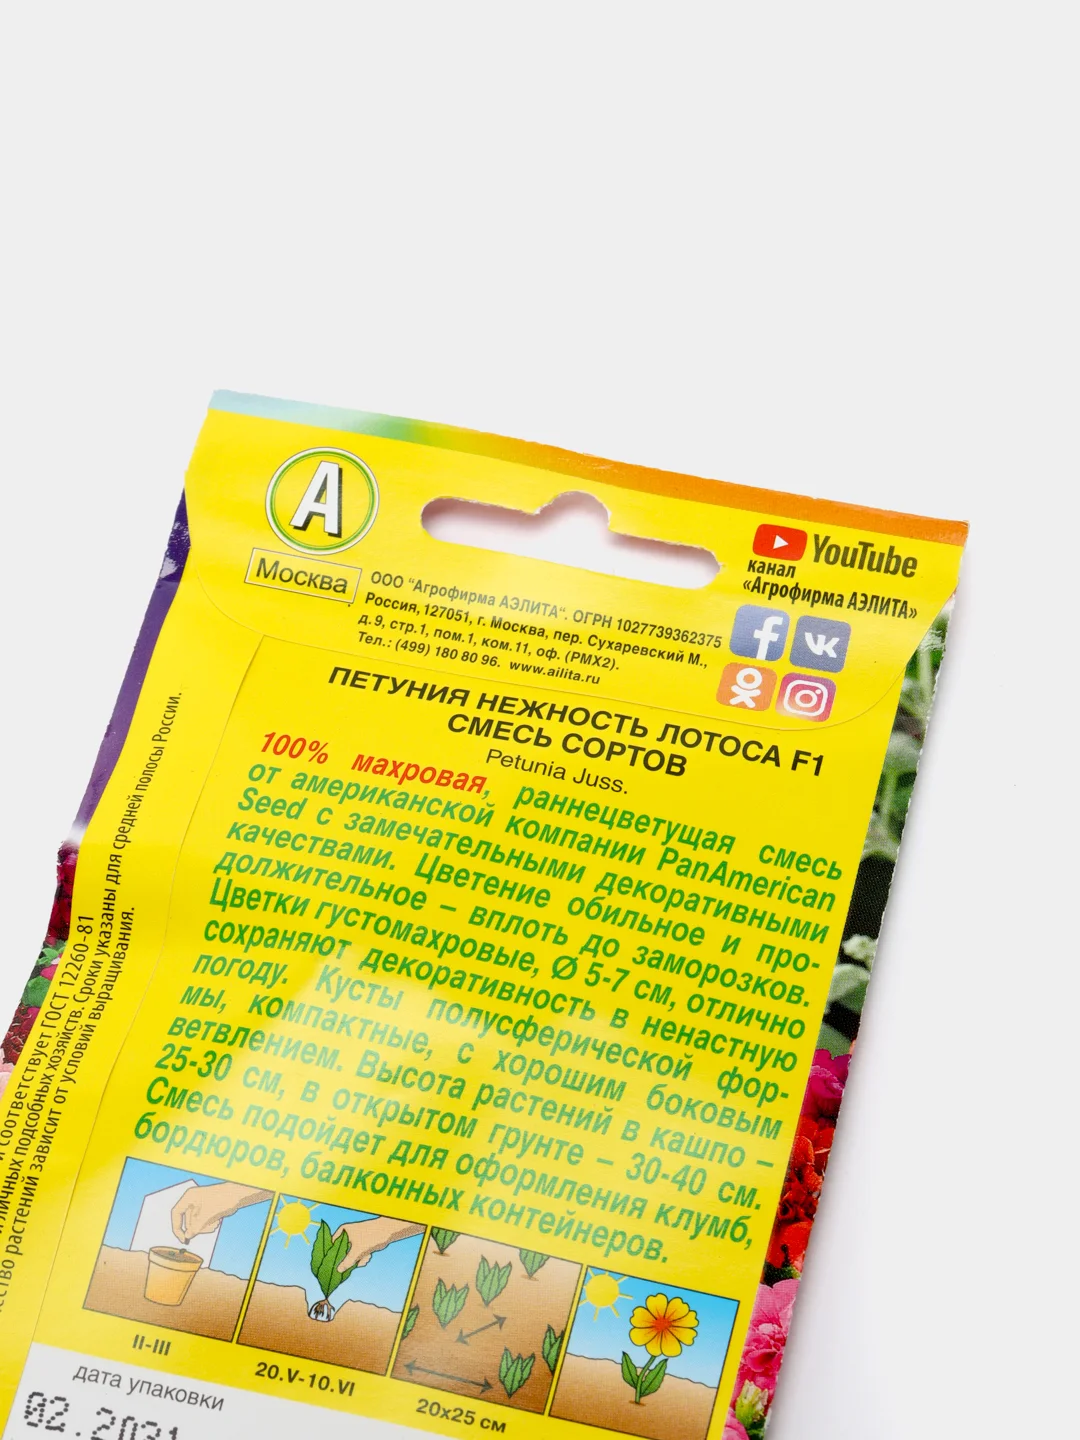 А
Москва
ООО "Агрофирма АЭЛИТА". ОГРН 1027739362375
Россия, 127051, г. Москва, пер. Сухаревский М.,
д.9, стр.1, пом.1, ком.11, оф. (РМХ2).
Тел.: (499) 180 80 96. www.ailita.ru
YouTube
канал
«Агрофирма АЭЛИТА»
ПЕТУНИЯ НЕЖНОСТЬ ЛОТОСА F1
СМЕСЬ СОРТОВ
Petunia Juss.
100% махровая, раннецветущая смесь
от американской компании PanAmerican
Seed с замечательными декоративными
качествами. Цветение обильное и про-
должительное – вплоть до заморозков.
Цветки густомахровые, Ø 5-7 см, отлично
сохраняют декоративность в ненастную
погоду. Кусты полусферической фор-
мы, компактные, с хорошим боковым
ветвлением. Высота растений в кашпо –
25-30 см, в открытом грунте – 30-40 см.
Смесь подойдет для оформления клумб,
бордюров, балконных контейнеров.
II-III
20.V-10.VI
20х25 см
дата упаковки
02.2021
соответствует ГОСТ 12260-81
личных подсобных хозяйств. Сроки указаны для средней полосы России.
растений зависит от условий выращивания.